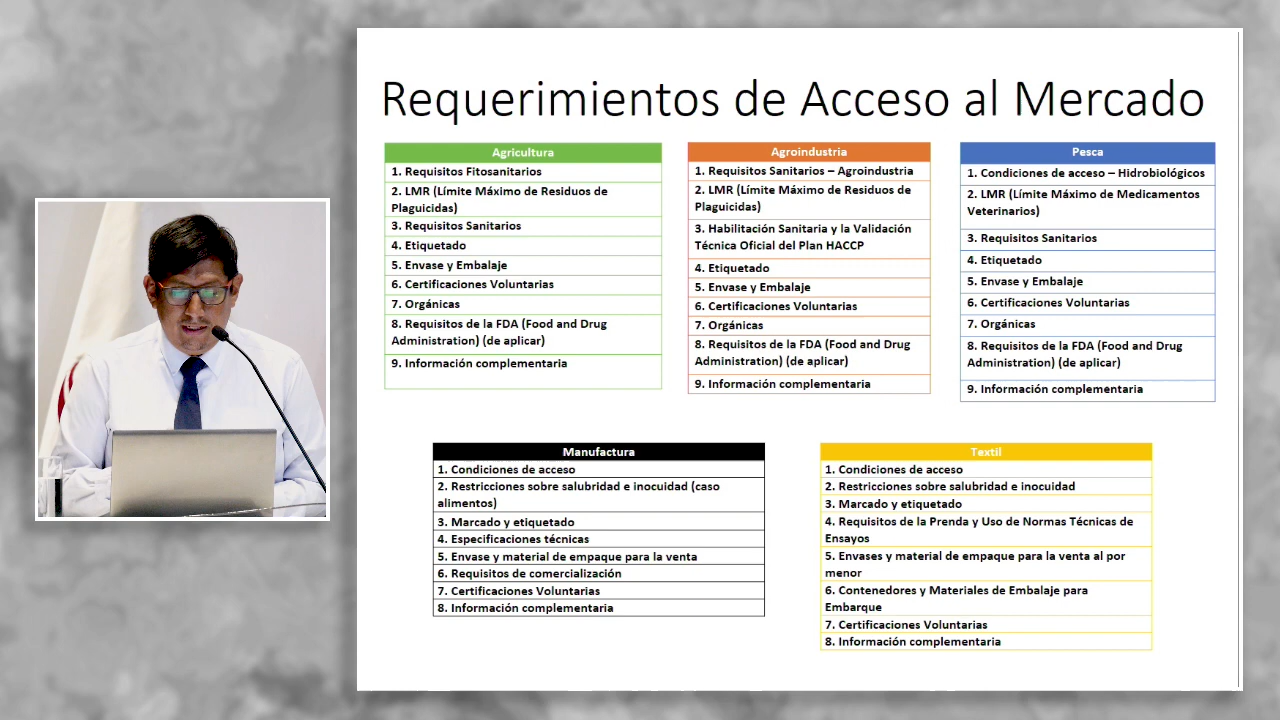 Requerimientos de Acceso al Mercado
Agricultura
1. Requisitos Fitosanitarios
2. LMR (Límite Máximo de Residuos de
Plaguicidas)
3. Requisitos Sanitarios
4. Etiquetado
5. Envase y Embalaje
6. Certificaciones Voluntarias
7. Orgánicas
8. Requisitos de la FDA (Food and Drug
Administration) (de aplicar)
9. Información complementaria
Agroindustria
1. Requisitos Sanitarios – Agroindustria
2. LMR (Límite Máximo de Residuos de
Plaguicidas)
3. Habilitación Sanitaria y la Validación
Técnica Oficial del Plan HACCP
4. Etiquetado
5. Envase y Embalaje
6. Certificaciones Voluntarias
7. Orgánicas
8. Requisitos de la FDA (Food and Drug
Administration) (de aplicar)
9. Información complementaria
Pesca
1. Condiciones de acceso – Hidrobiológicos
2. LMR (Límite Máximo de Medicamentos
Veterinarios)
3. Requisitos Sanitarios
4. Etiquetado
5. Envase y Embalaje
6. Certificaciones Voluntarias
7. Orgánicas
8. Requisitos de la FDA (Food and Drug
Administration) (de aplicar)
9. Información complementaria
Manufactura
1. Condiciones de acceso
2. Restricciones sobre salubridad e inocuidad (caso
alimentos)
3. Marcado y etiquetado
4. Especificaciones técnicas
5. Envase y material de empaque para la venta
6. Requisitos de comercialización
7. Certificaciones Voluntarias
8. Información complementaria
Textil
1. Condiciones de acceso
2. Restricciones sobre salubridad e inocuidad
3. Marcado y etiquetado
4. Requisitos de la Prenda y Uso de Normas Técnicas de
Ensayos
5. Envases y material de empaque para la venta al por
menor
6. Contenedores y Materiales de Embalaje para
Embarque
7. Certificaciones Voluntarias
8. Información complementaria